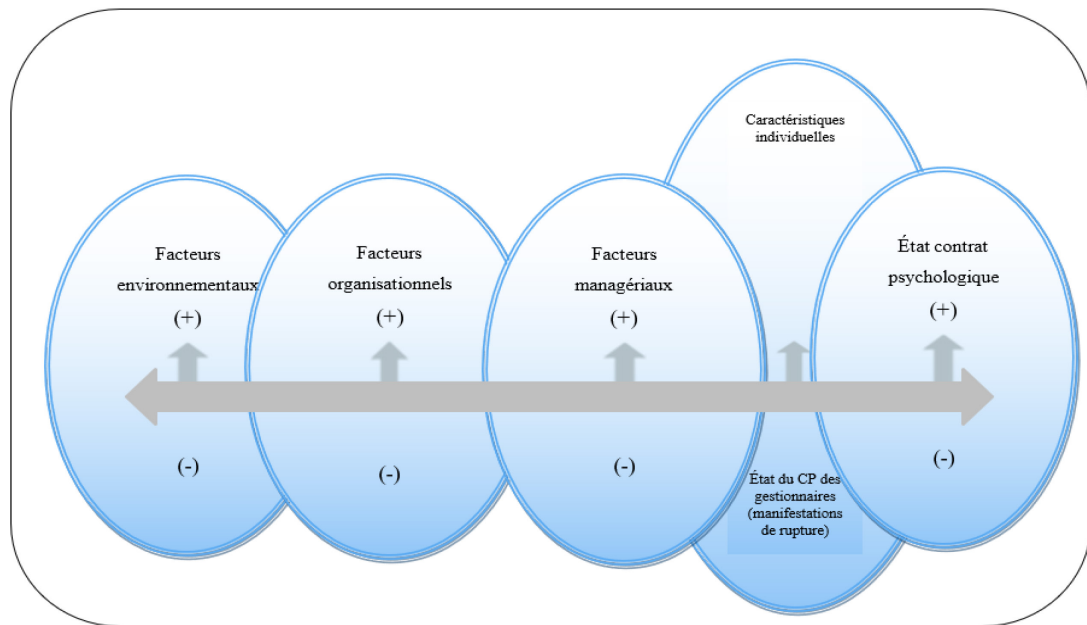 Facteurs
environnementaux
(+)
(-)
Facteurs
organisationnels
(+)
(-)
Facteurs
managériaux
(+)
(-)
Caractéristiques
individuelles
État du CP des
gestionnaires
(manifestations
de rupture)
État contrat
psychologique
(+)
(-)